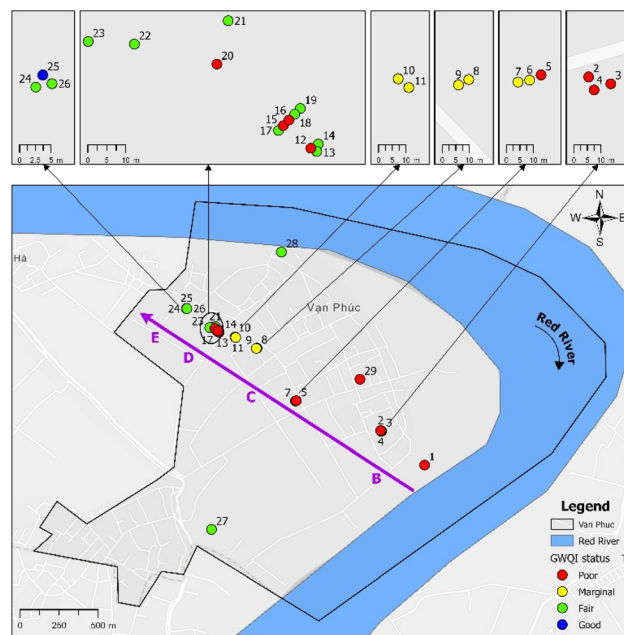 25
24
26
0
2.5
5 m
23
22
21
20
19
16
15
18
17
12
14
13
0
10 m
10
11
0
5
10 m
8
9
0
5
10 m
5
6
7
0
5
10 m
2
3
4
0
5
10 m
N
W
E
S
Hà
28
Vạn Phúc
25
24
26
21
23
14
17
13
10
11
9
8
Red River
E
D
C
B
29
7
5
2
3
4
1
27
Legend
Van Phuc
Red River
GWQI status
T
Poor
Marginal
Fair
Good
0
250
500 m